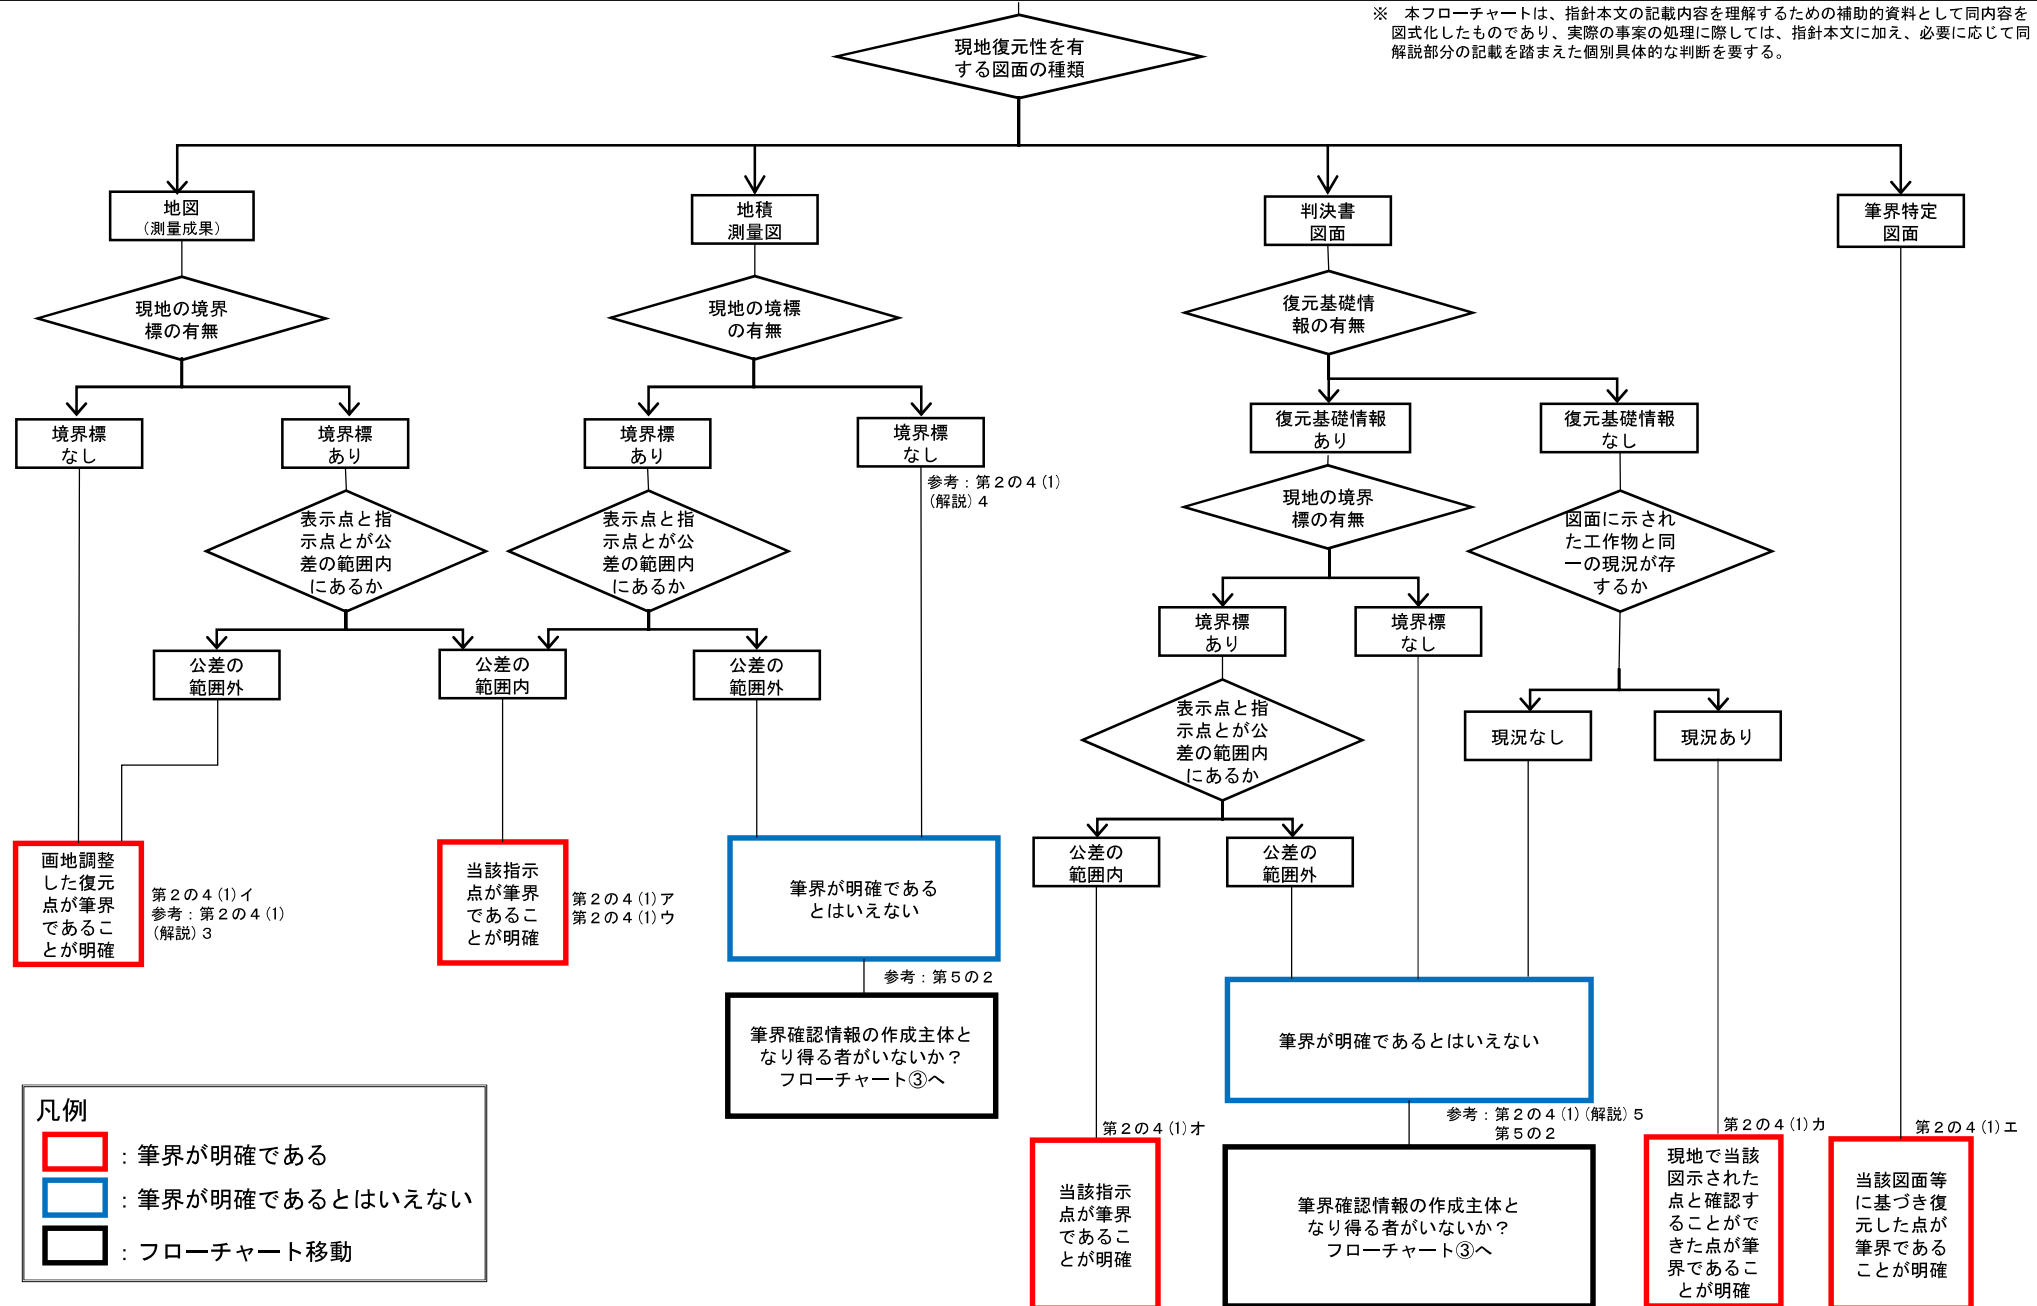 ※　本フローチャートは、指針本文の記載内容を理解するための補助的資料として同内容を
図式化したものであり、実際の事案の処理に際しては、指針本文に加え、必要に応じて同
解説部分の記載を踏まえた個別具体的な判断を要する。
現地復元性を有
する図面の種類
地図
（測量成果）
地積
測量図
判決書
図面
筆界特定
図面
現地の境界
標の有無
現地の境標
の有無
復元基礎情
報の有無
境界標
なし
境界標
あり
境界標
あり
境界標
なし
参考：第２の４(1)
(解説)４
復元基礎情報
あり
復元基礎情報
なし
表示点と指
示点とが公
差の範囲内
にあるか
表示点と指
示点とが公
差の範囲内
にあるか
現地の境界
標の有無
図面に示され
た工作物と同
一の現況が存
するか
境界標
あり
境界標
なし
公差の
範囲外
公差の
範囲内
公差の
範囲外
表示点と指
示点とが公
差の範囲内
にあるか
現況なし
現況あり
公差の
範囲内
公差の
範囲外
画地調整
した復元
点が筆界
であるこ
とが明確
第２の４(1)イ
参考：第２の４(1)
(解説)３
当該指示
点が筆界
であるこ
とが明確
第２の４(1)ア
第２の４(1)ウ
筆界が明確である
とはいえない
参考：第５の２
筆界確認情報の作成主体と
なり得る者がいないか？
フローチャート③へ
筆界が明確であるとはいえない
参考：第２の４(1)(解説)５
第５の２
第２の４(1)オ
当該指示
点が筆界
であるこ
とが明確
筆界確認情報の作成主体と
なり得る者がいないか？
フローチャート③へ
第２の４(1)カ
現地で当該
図示された
点と確認す
ることがで
きた点が筆
界であるこ
とが明確
第２の４(1)エ
当該図面等
に基づき復
元した点が
筆界である
ことが明確
凡例
：筆界が明確である
：筆界が明確であるとはいえない
：フローチャート移動